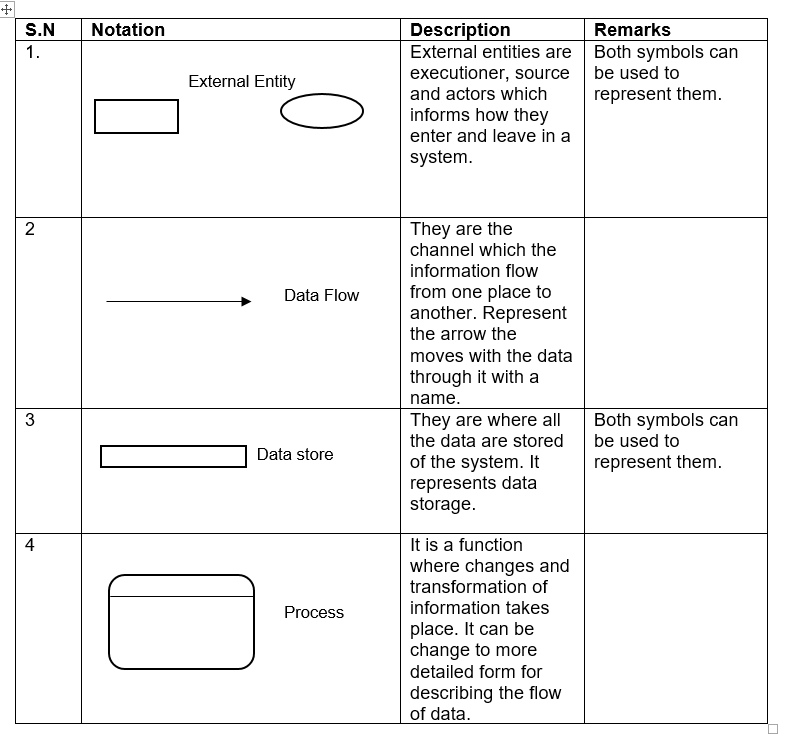 S.N Notation Description Remarks
1.
External Entity
External entities are
executioner, source
and actors which
informs how they
enter and leave in a
system.
Both symbols can
be used to
represent them.
2
Data Flow
They are the
channel which the
information flow
from one place to
another. Represent
the arrow the
moves with the data
through it with a
name.
3
Data store
They are where all
the data are stored
of the system. It
represents data
storage.
Both symbols can
be used to
represent them.
4
Process
It is a function
where changes and
transformation of
information takes
place. It can be
change to more
detailed form for
describing the flow
of data.